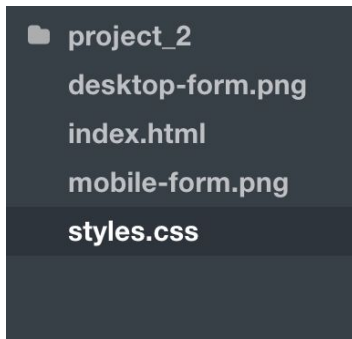 project_2
desktop-form.png
index.html
mobile-form.png
styles.css